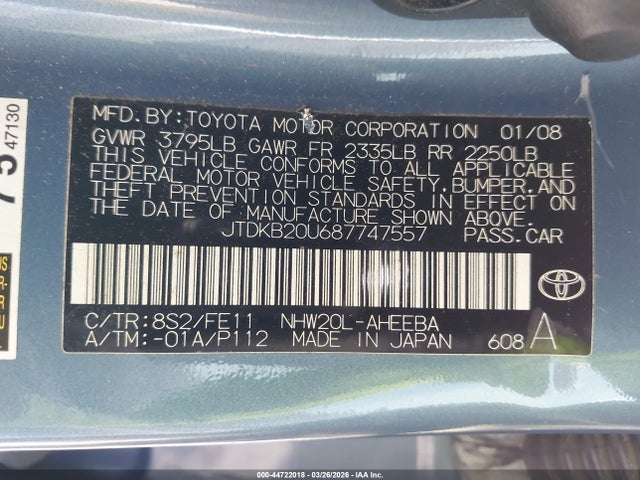 MFD.BY:TOYOTA MOTOR CORPORATION 01/08
GVWR 3795LB GAWR FR 2335LB RR 2250LB
THIS VEHICLE CONFORMS TO ALL APPLICABLE
FEDERAL MOTOR VEHICLE SAFETY,BUMPER,AND
THEFT PREVENTION STANDARDS IN EFFECT ON
THE DATE OF MANUFACTURE SHOWN ABOVE.
JTDKB20U687747557 PASS.CAR
C/TR:8S2/FE11 NHW20L-AHEEBA
A/TM:-01A/P112 MADE IN JAPAN 608 A
TOYOTA
47130
000-44722018 | 03/26/2026 | IAA Inc.